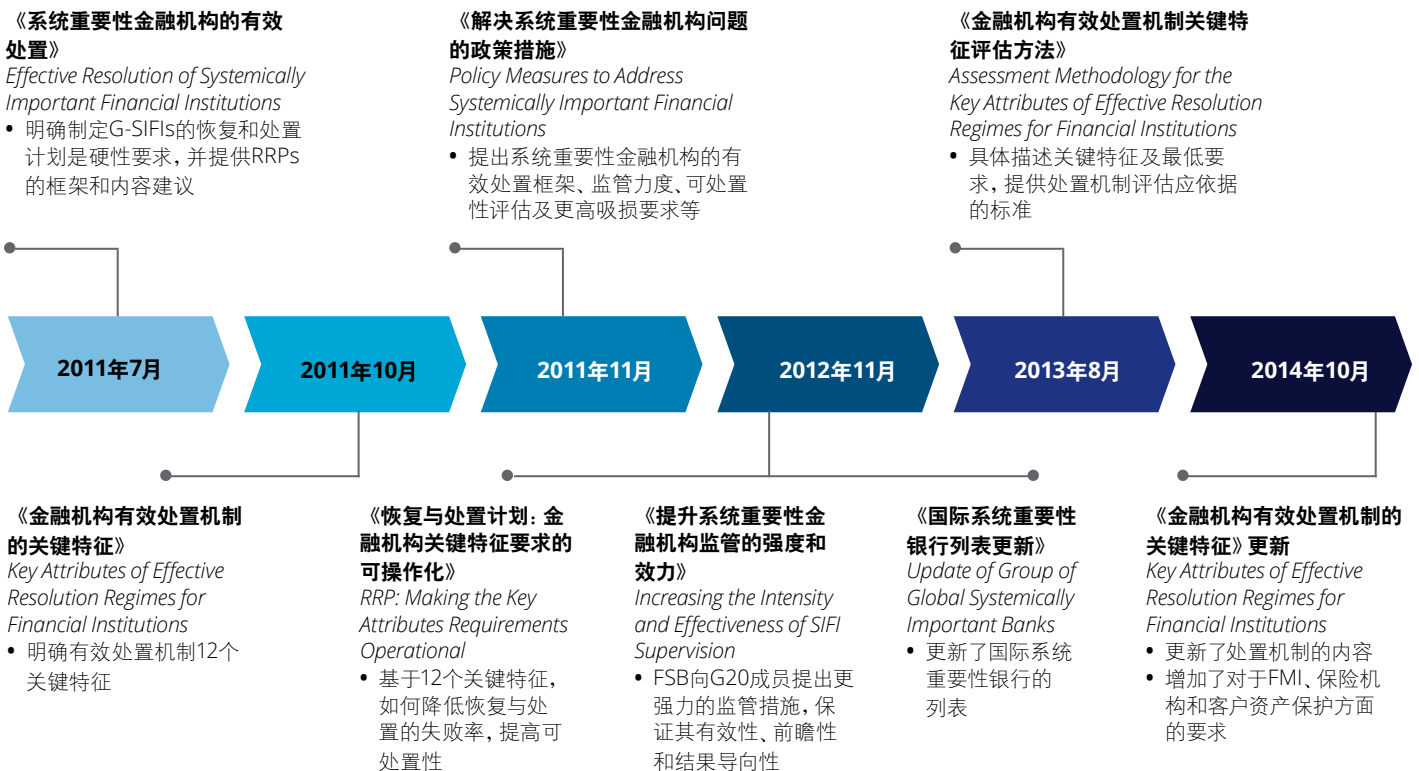 《系统重要性金融机构的有效
处置》
Effective Resolution of Systemically
Important Financial Institutions
• 明确制定G-SIFIs的恢复和处置
计划是硬性要求，并提供RRPs
的框架和内容建议
《解决系统重要性金融机构问题
的政策措施》
Policy Measures to Address
Systemically Important Financial
Institutions
• 提出系统重要性金融机构的有
效处置框架、监管力度、可处置
性评估及更高吸损要求等
《金融机构有效处置机制关键特
征评估方法》
Assessment Methodology for the
Key Attributes of Effective Resolution
Regimes for Financial Institutions
• 具体描述关键特征及最低要
求，提供处置机制评估应依据
的标准
2011年7月
2011年10月
2011年11月
2012年11月
2013年8月
2014年10月
《金融机构有效处置机制
的关键特征》
Key Attributes of Effective
Resolution Regimes for
Financial Institutions
• 明确有效处置机制12个
关键特征
《恢复与处置计划：金
融机构关键特征要求的
可操作化》
RRP: Making the Key
Attributes Requirements
Operational
• 基于12个关键特征，
如何降低恢复与处
置的失败率，提高可
处置性
《提升系统重要性金
融机构监管的强度和
效力》
Increasing the Intensity
and Effectiveness of SIFI
Supervision
• FSB向G20成员提出更
强力的监管措施，保
证其有效性、前瞻性
和结果导向性
《国际系统重要性
银行列表更新》
Update of Group of
Global Systemically
Important Banks
• 更新了国际系统
重要性银行的
列表
《金融机构有效处置机制的
关键特征》更新
Key Attributes of Effective
Resolution Regimes for
Financial Institutions
• 更新了处置机制的内容
• 增加了对于FMI、保险机
构和客户资产保护方面
的要求